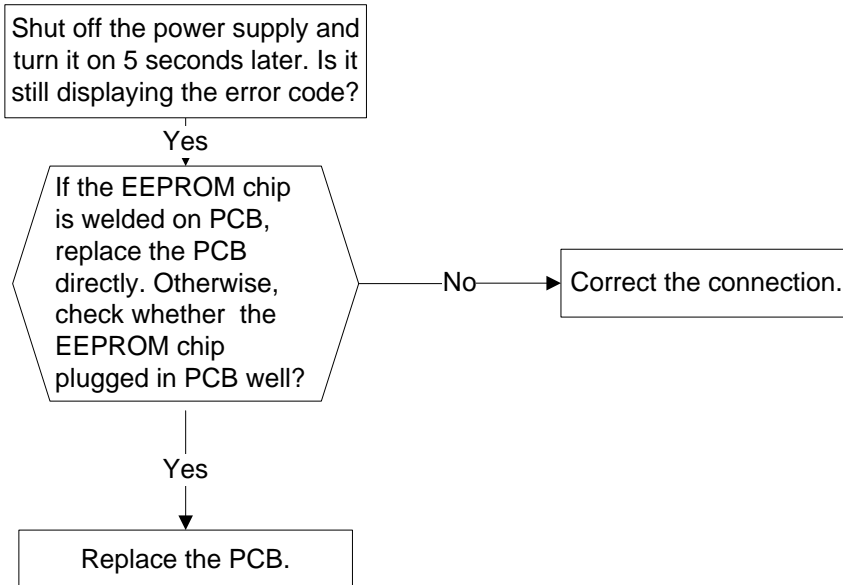 Shut off the power supply and
turn it on 5 seconds later. Is it
still displaying the error code?
Yes
If the EEPROM chip
is welded on PCB,
replace the PCB
directly. Otherwise,
check whether  the
EEPROM chip
plugged in PCB well?
No
Correct the connection.
Yes
Replace the PCB.